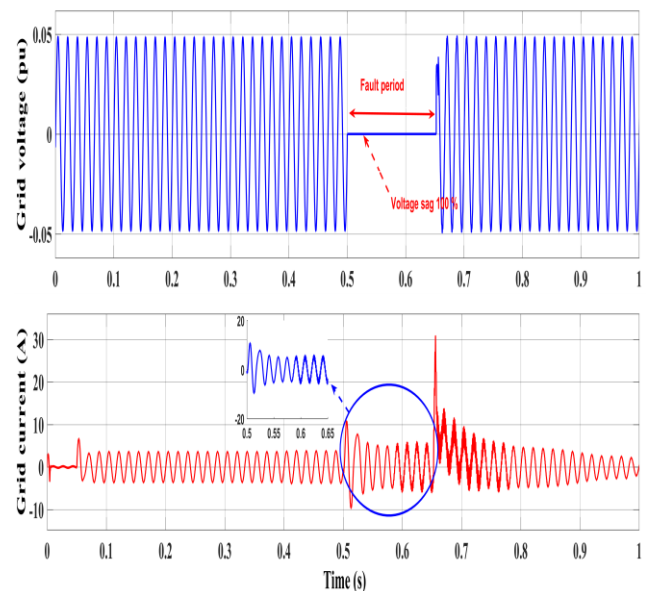 Grid voltage (pu)
0.05
0
-0.05
Fault period
Voltage sag 100 %
0 0.1 0.2 0.3 0.4 0.5 0.6 0.7 0.8 0.9 1
Grid current (A)
30
20
10
0
-10
20
0
-20
0.5 0.55 0.6 0.65
0 0.1 0.2 0.3 0.4 0.5 0.6 0.7 0.8 0.9 1
Time (s)